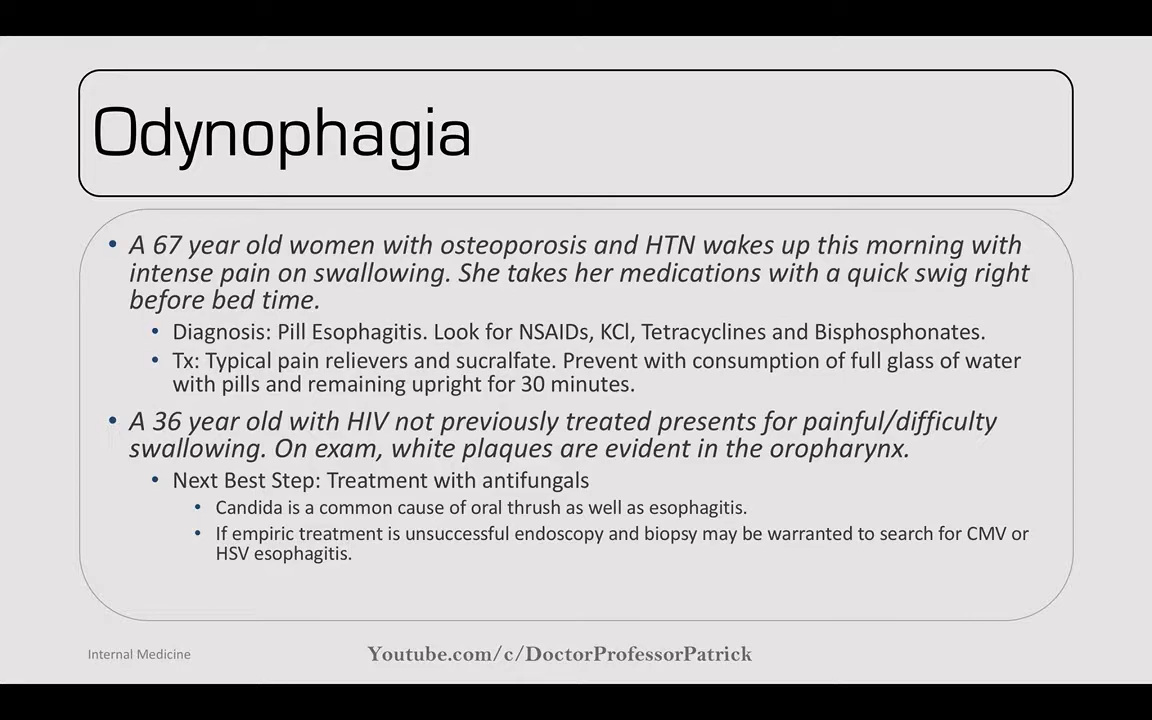 Odynophagia
• A 67 year old women with osteoporosis and HTN wakes up this morning with
intense pain on swallowing. She takes her medications with a quick swig right
before bed time.
• Diagnosis: Pill Esophagitis. Look for NSAIDs, KCl, Tetracyclines and Bisphosphonates.
• Tx: Typical pain relievers and sucralfate. Prevent with consumption of full glass of water
with pills and remaining upright for 30 minutes.
• A 36 year old with HIV not previously treated presents for painful/difficulty
swallowing. On exam, white plaques are evident in the oropharynx.
• Next Best Step: Treatment with antifungals
• Candida is a common cause of oral thrush as well as esophagitis.
• If empiric treatment is unsuccessful endoscopy and biopsy may be warranted to search for CMV or
HSV esophagitis.
Internal Medicine
Youtube.com/c/DoctorProfessorPatrick